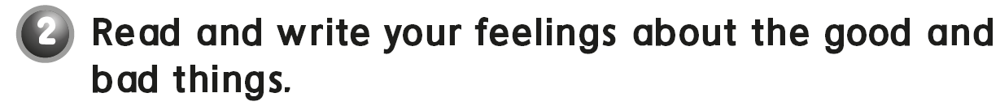 2 Read and write your feelings about the good and
bad things.